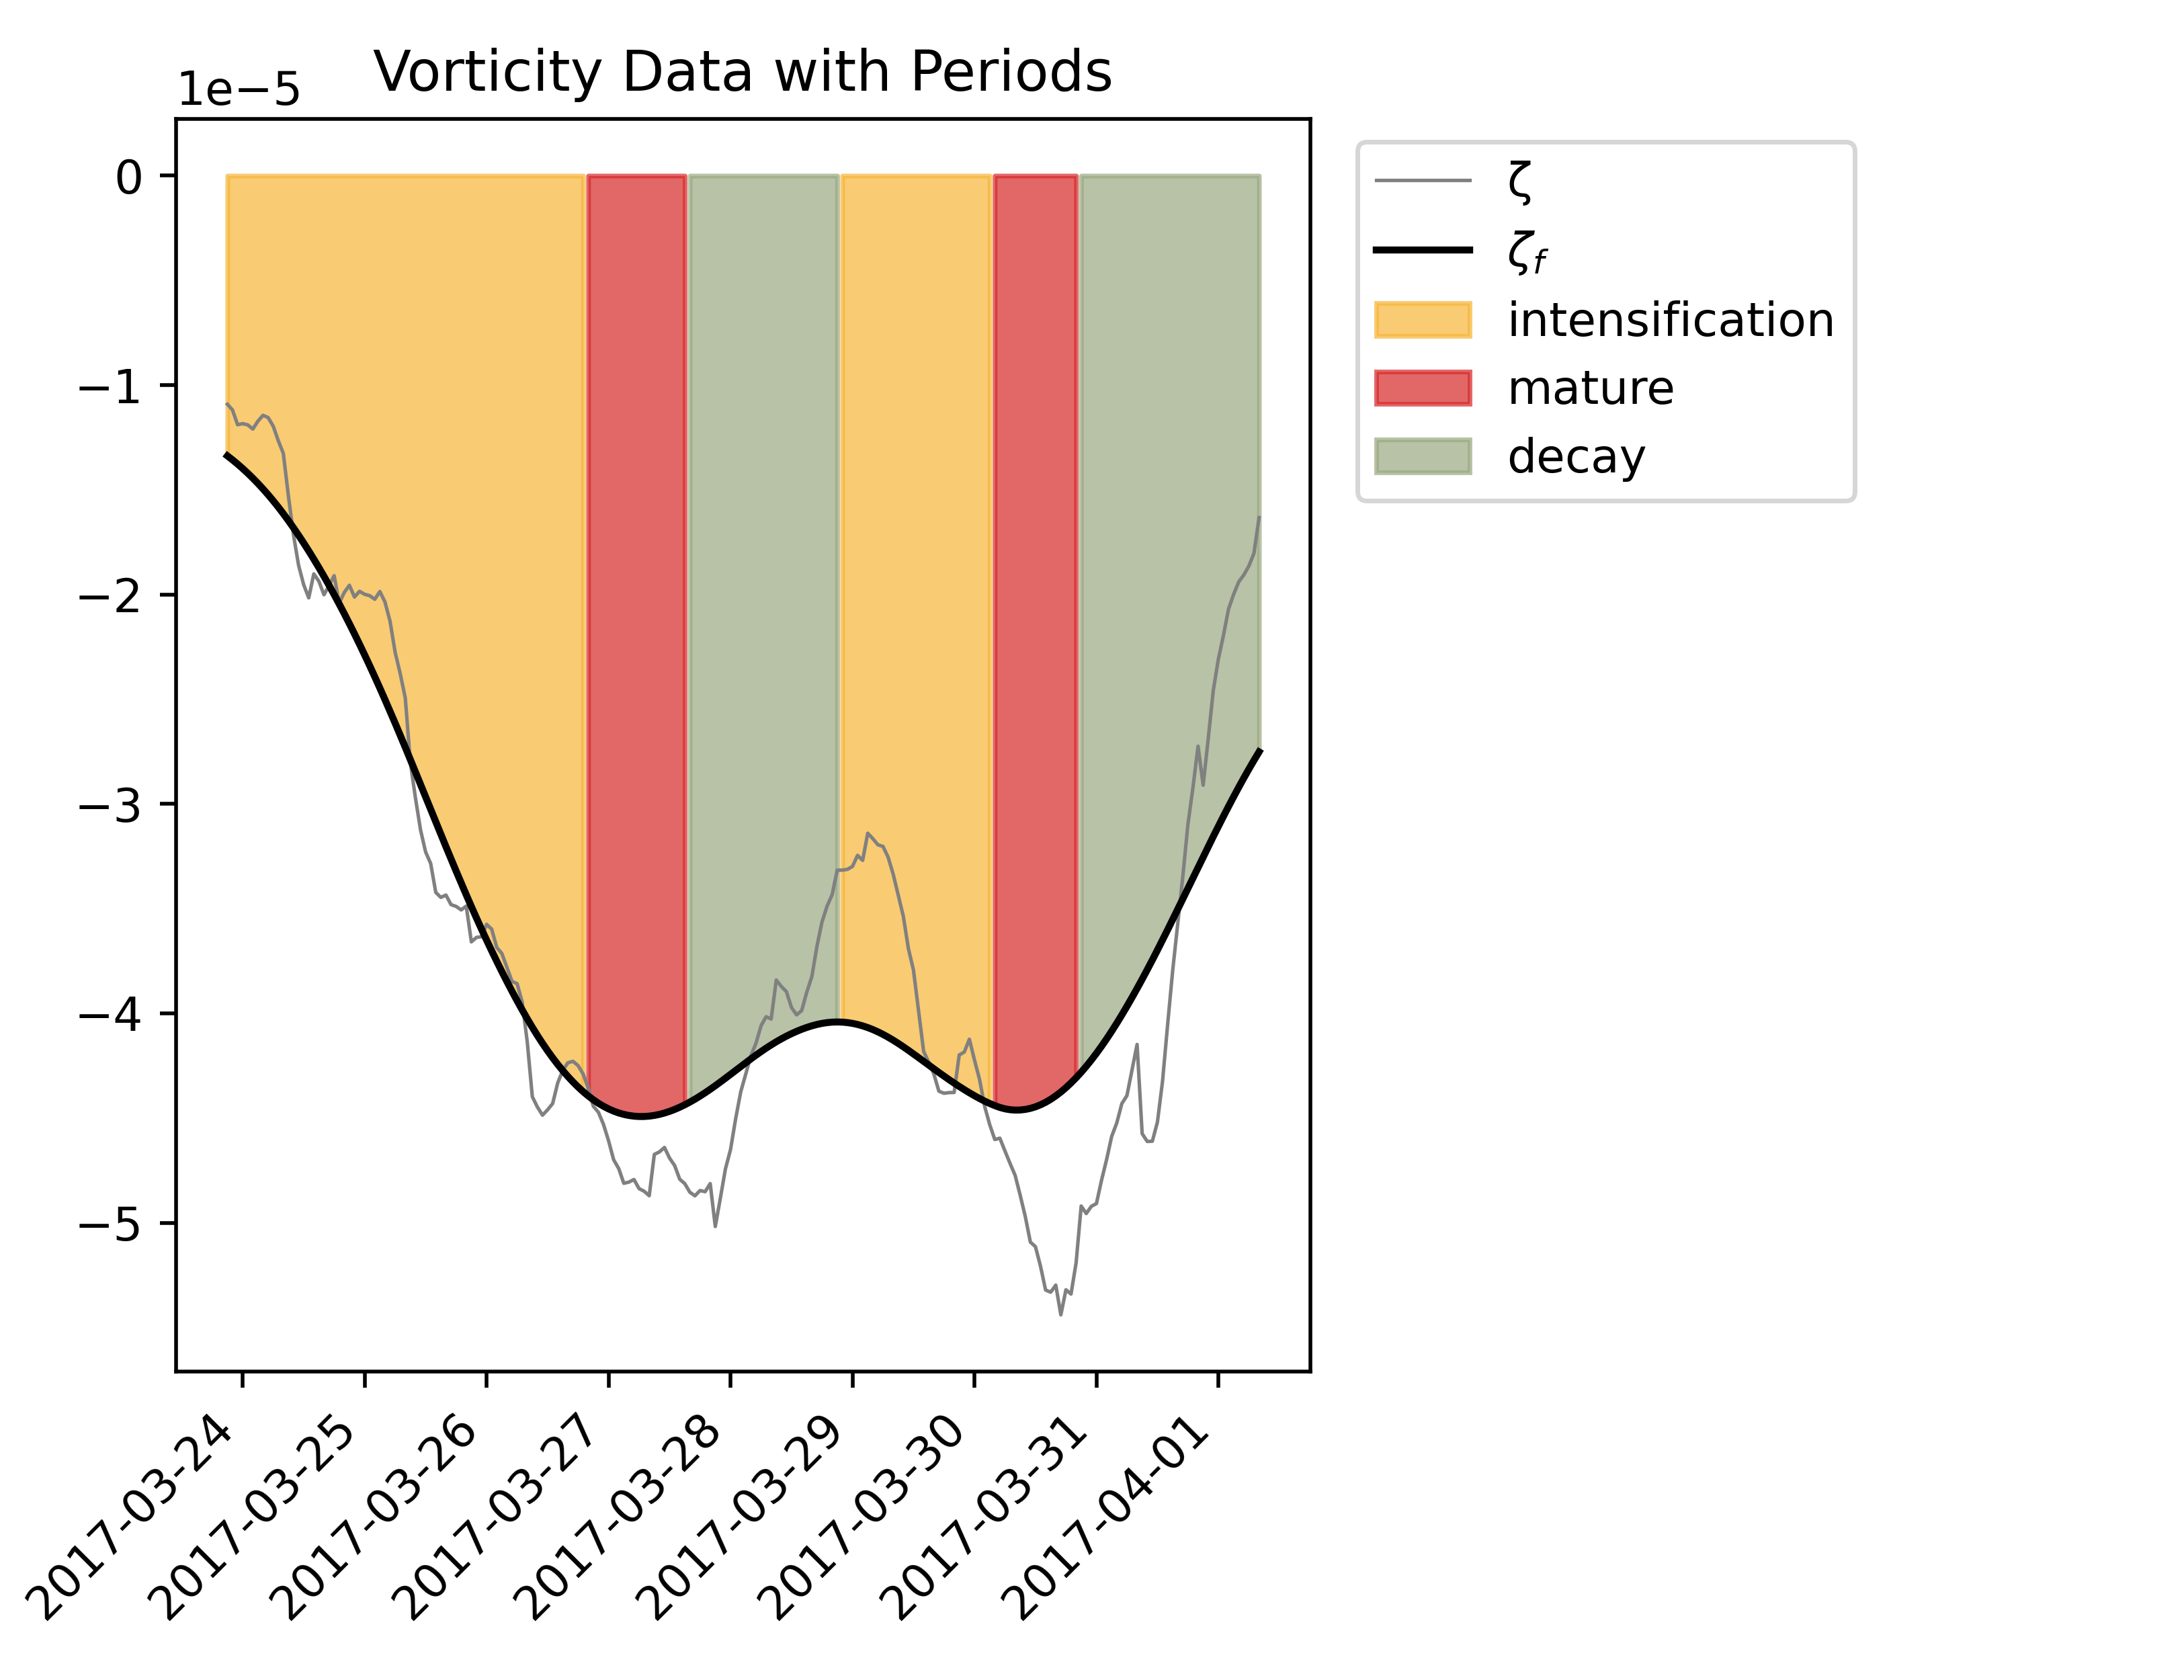 Vorticity Data with Periods
1e−5
0
−1
−2
−3
−4
−5
2017-03-24
2017-03-25
2017-03-26
2017-03-27
2017-03-28
2017-03-29
2017-03-30
2017-03-31
2017-04-01
ζ
ζf
intensification
mature
decay